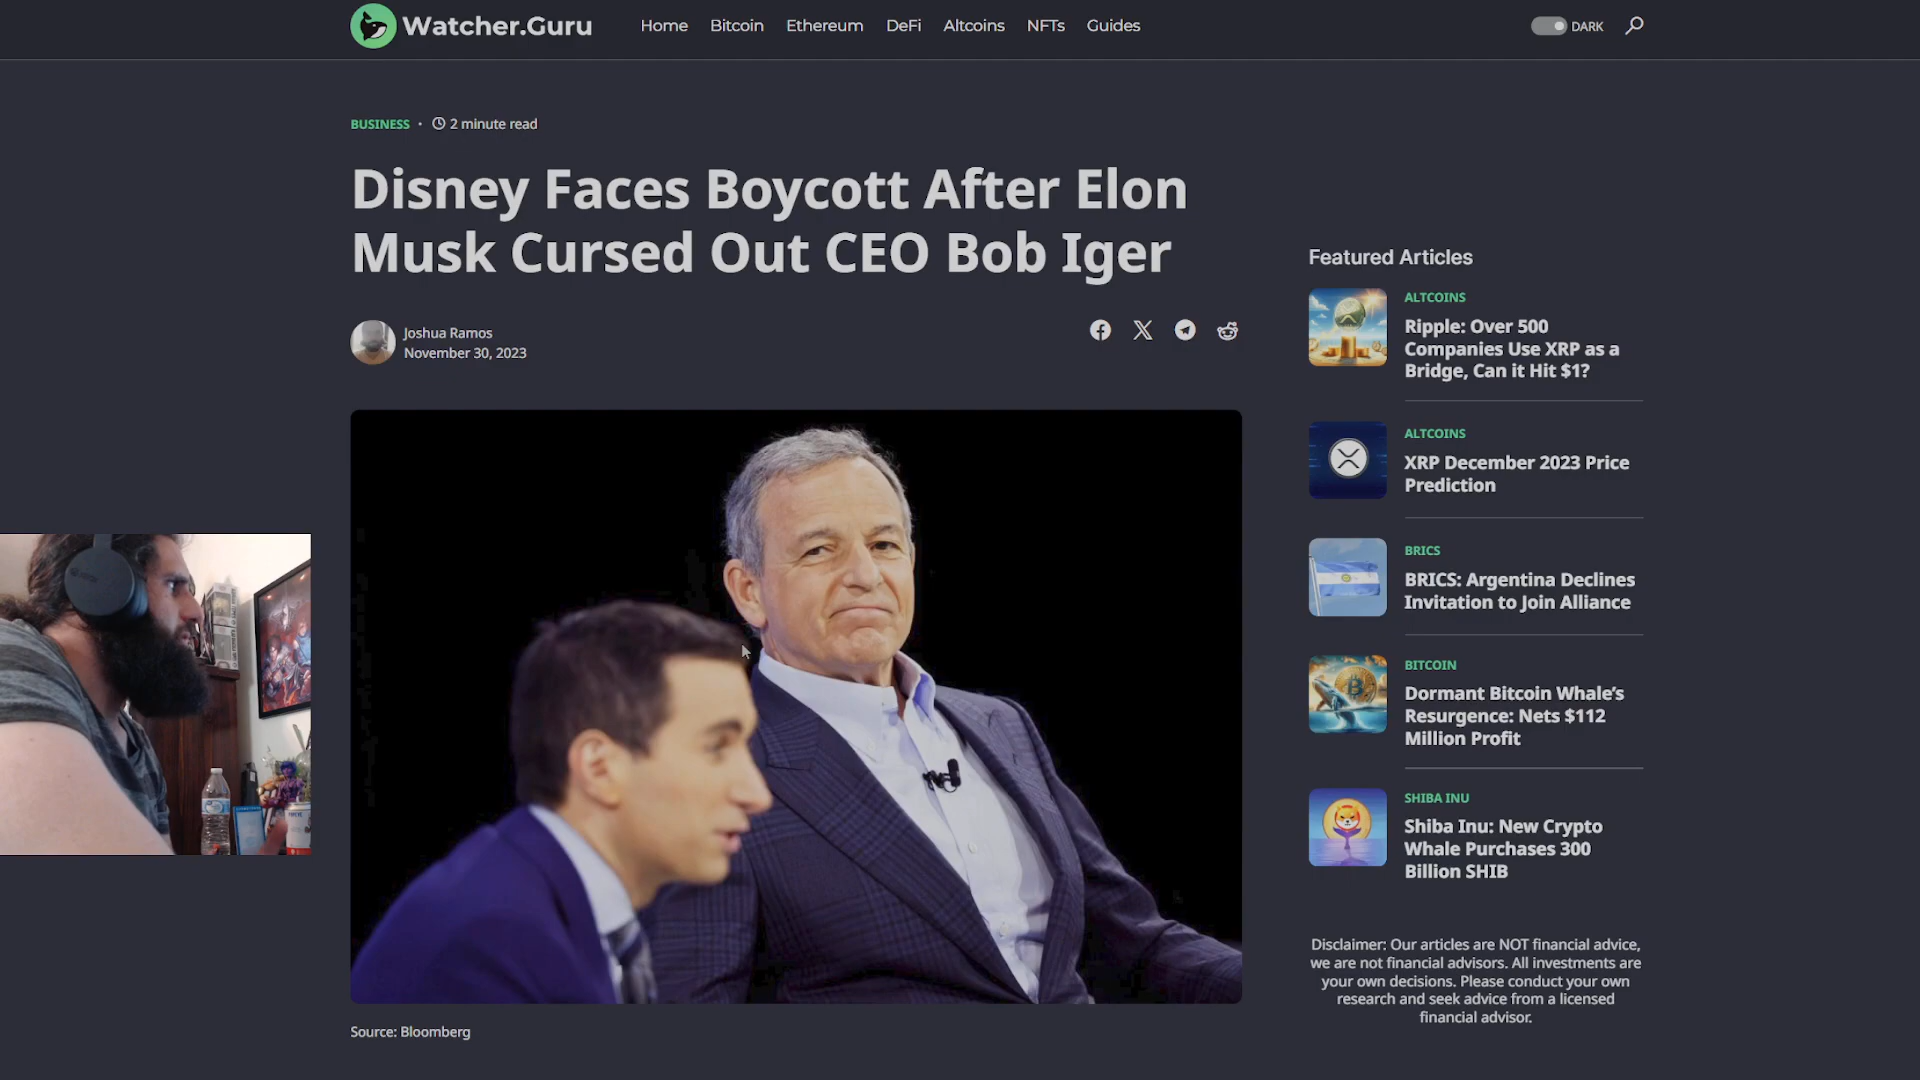 Watcher.Guru
Home Bitcoin Ethereum DeFi Altcoins NFTs Guides
DARK
BUSINESS • 2 minute read
Disney Faces Boycott After Elon
Musk Cursed Out CEO Bob Iger
Joshua Ramos
November 30, 2023
Source: Bloomberg
Featured Articles
ALTCOINS
Ripple: Over 500
Companies Use XRP as a
Bridge, Can it Hit $1?
ALTCOINS
XRP December 2023 Price
Prediction
BRICS
BRICS: Argentina Declines
Invitation to Join Alliance
BITCOIN
Dormant Bitcoin Whale’s
Resurgence: Nets $112
Million Profit
SHIBA INU
Shiba Inu: New Crypto
Whale Purchases 300
Billion SHIB
Disclaimer: Our articles are NOT financial advice,
we are not financial advisors. All investments are
your own decisions. Please conduct your own
research and seek advice from a licensed
financial advisor.